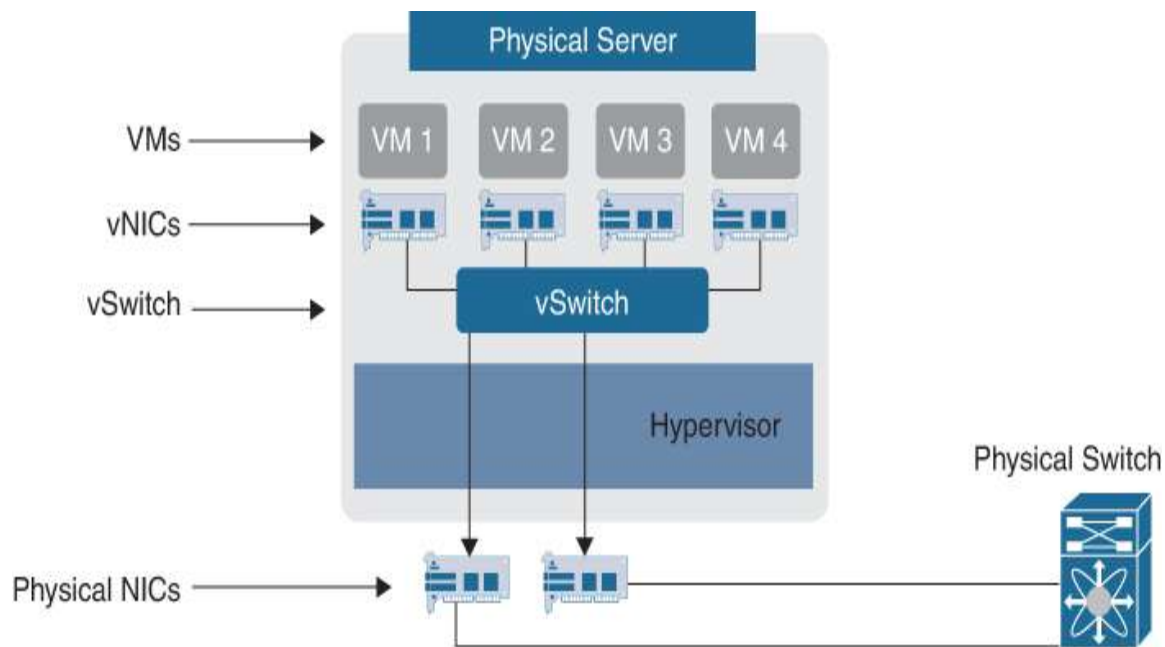 Physical Server
VMs
VM 1
VM 2
VM 3
VM 4
vNICs
vSwitch
vSwitch
Hypervisor
Physical Switch
Physical NICs